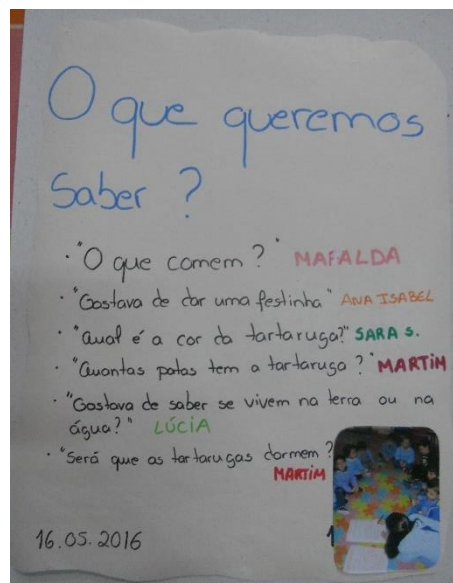 O que queremos
saber ?
· "O que comem ?" MAFALDA
· "Gostava de dar uma festinha" ANA ISABEL
· "Qual é a cor da tartaruga?" SARA S.
· "Quantas patas tem a tartaruga ?" MARTIM
· "Gostava de saber se vivem na terra ou na
água?" LÚCIA
· "Será que as tartarugas dormem ?
MARTIM
16.05.2016